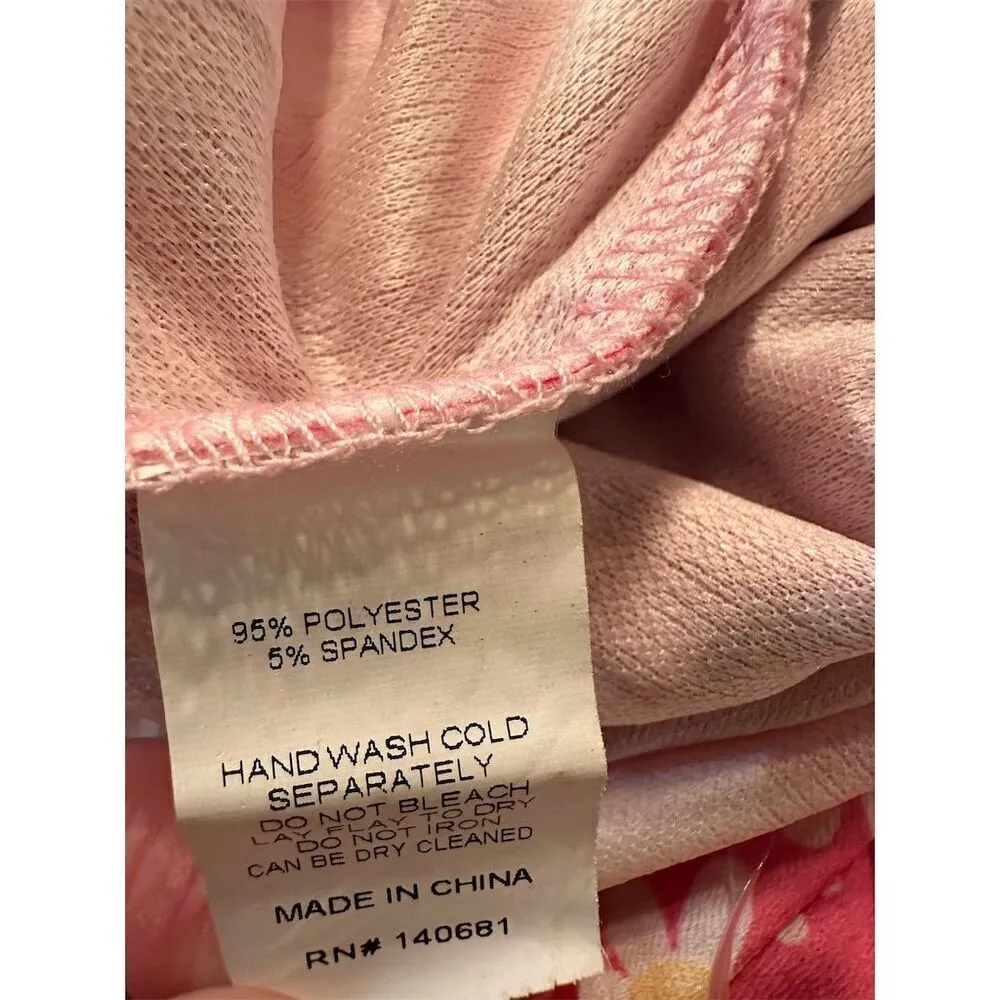 95% POLYESTER
5% SPANDEX
HAND WASH COLD
SEPARATELY
DO NOT BLEACH
LAY FLAY TO DRY
DO NOT IRON
CAN BE DRY CLEANED
MADE IN CHINA
RN# 140681